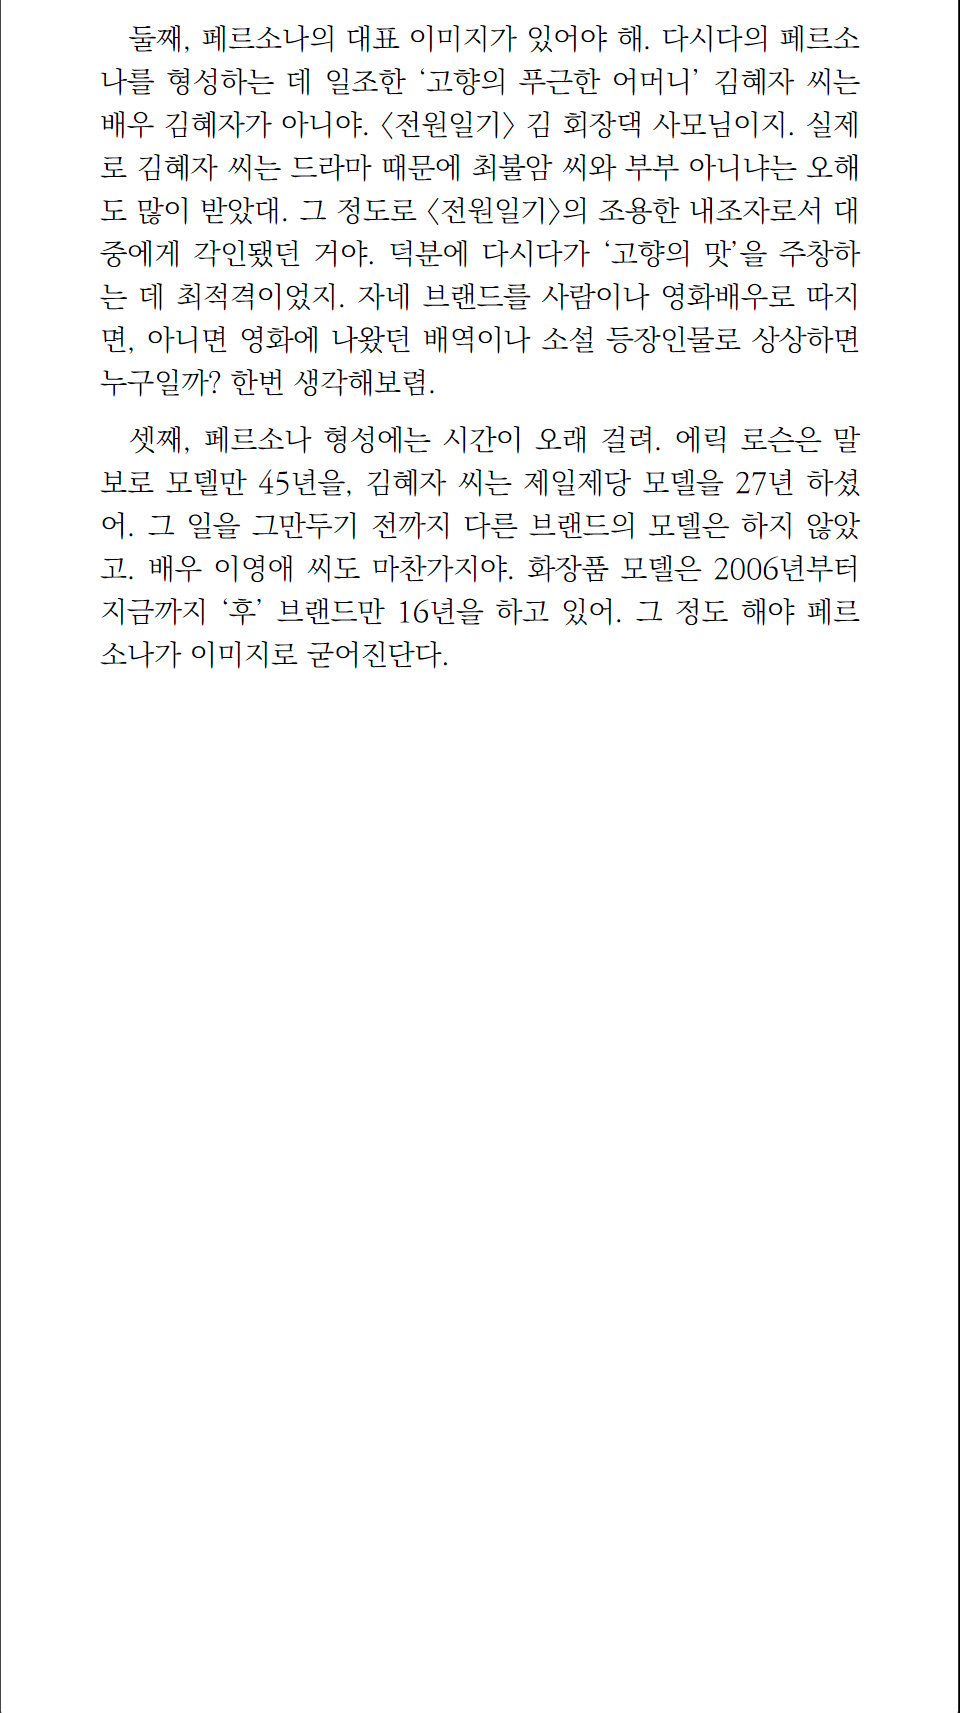 둘째, 페르소나의 대표 이미지가 있어야 해. 다시다의 페르소
나를 형성하는 데 일조한 ‘고향의 푸근한 어머니’ 김혜자 씨는
배우 김혜자가 아니야. 〈전원일기〉 김 회장댁 사모님이지. 실제
로 김혜자 씨는 드라마 때문에 최불암 씨와 부부 아니냐는 오해
도 많이 받았대. 그 정도로 〈전원일기〉의 조용한 내조자로서 대
중에게 각인됐던 거야. 덕분에 다시다가 ‘고향의 맛’을 주창하
는 데 최적격이었지. 자네 브랜드를 사람이나 영화배우로 따지
면, 아니면 영화에 나왔던 배역이나 소설 등장인물로 상상하면
누구일까? 한번 생각해보렴.
셋째, 페르소나 형성에는 시간이 오래 걸려. 에릭 로슨은 말
보로 모델만 45년을, 김혜자 씨는 제일제당 모델을 27년 하셨
어. 그 일을 그만두기 전까지 다른 브랜드의 모델은 하지 않았
고. 배우 이영애 씨도 마찬가지야. 화장품 모델은 2006년부터
지금까지 ‘후’ 브랜드만 16년을 하고 있어. 그 정도 해야 페르
소나가 이미지로 굳어진단다.